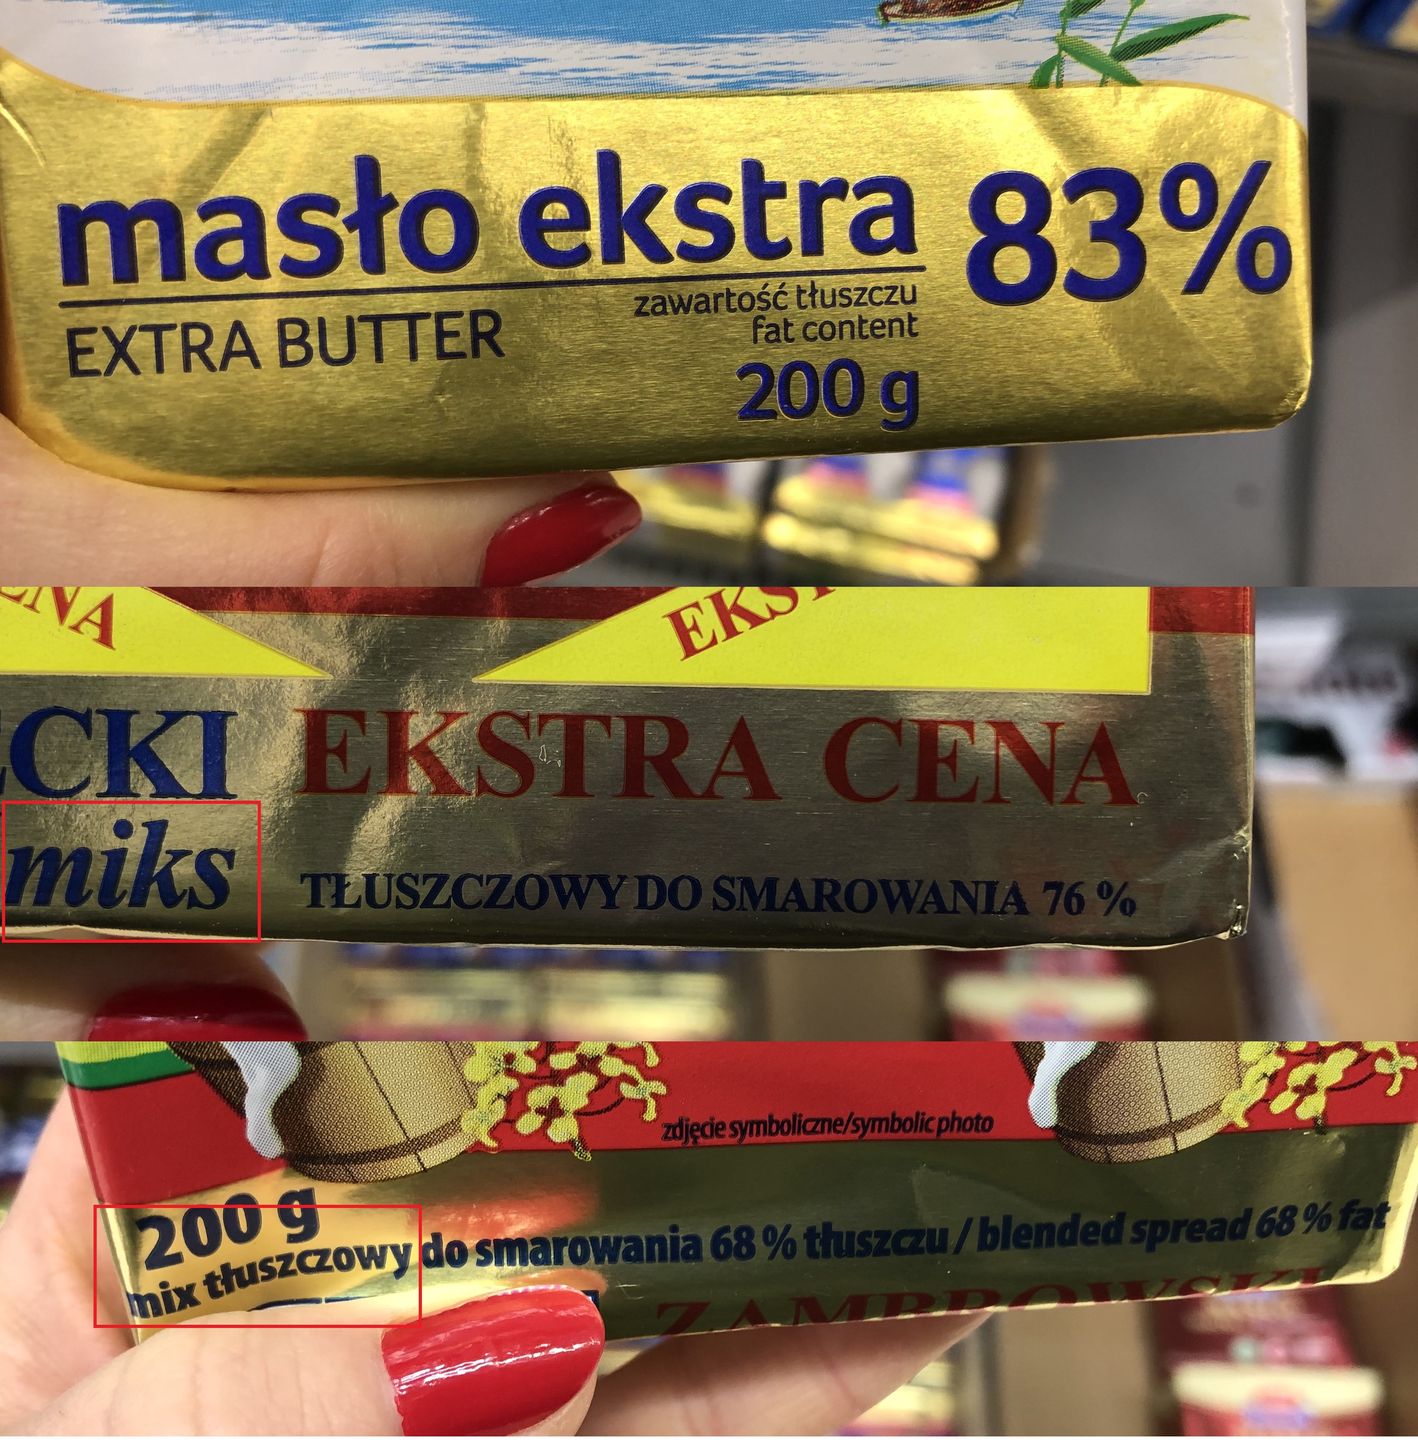 masło ekstra 83%
EXTRA BUTTER
zawartość tłuszczu
fat content
200 g
EKSTRA CENA
miks
TŁUSZCZOWY DO SMAROWANIA 76 %
zdjęcie symboliczne/symbolic photo
200 g
mix tłuszczowy do smarowania 68 % tłuszczu / blended spread 68 % fat
ZAMBROWSKI